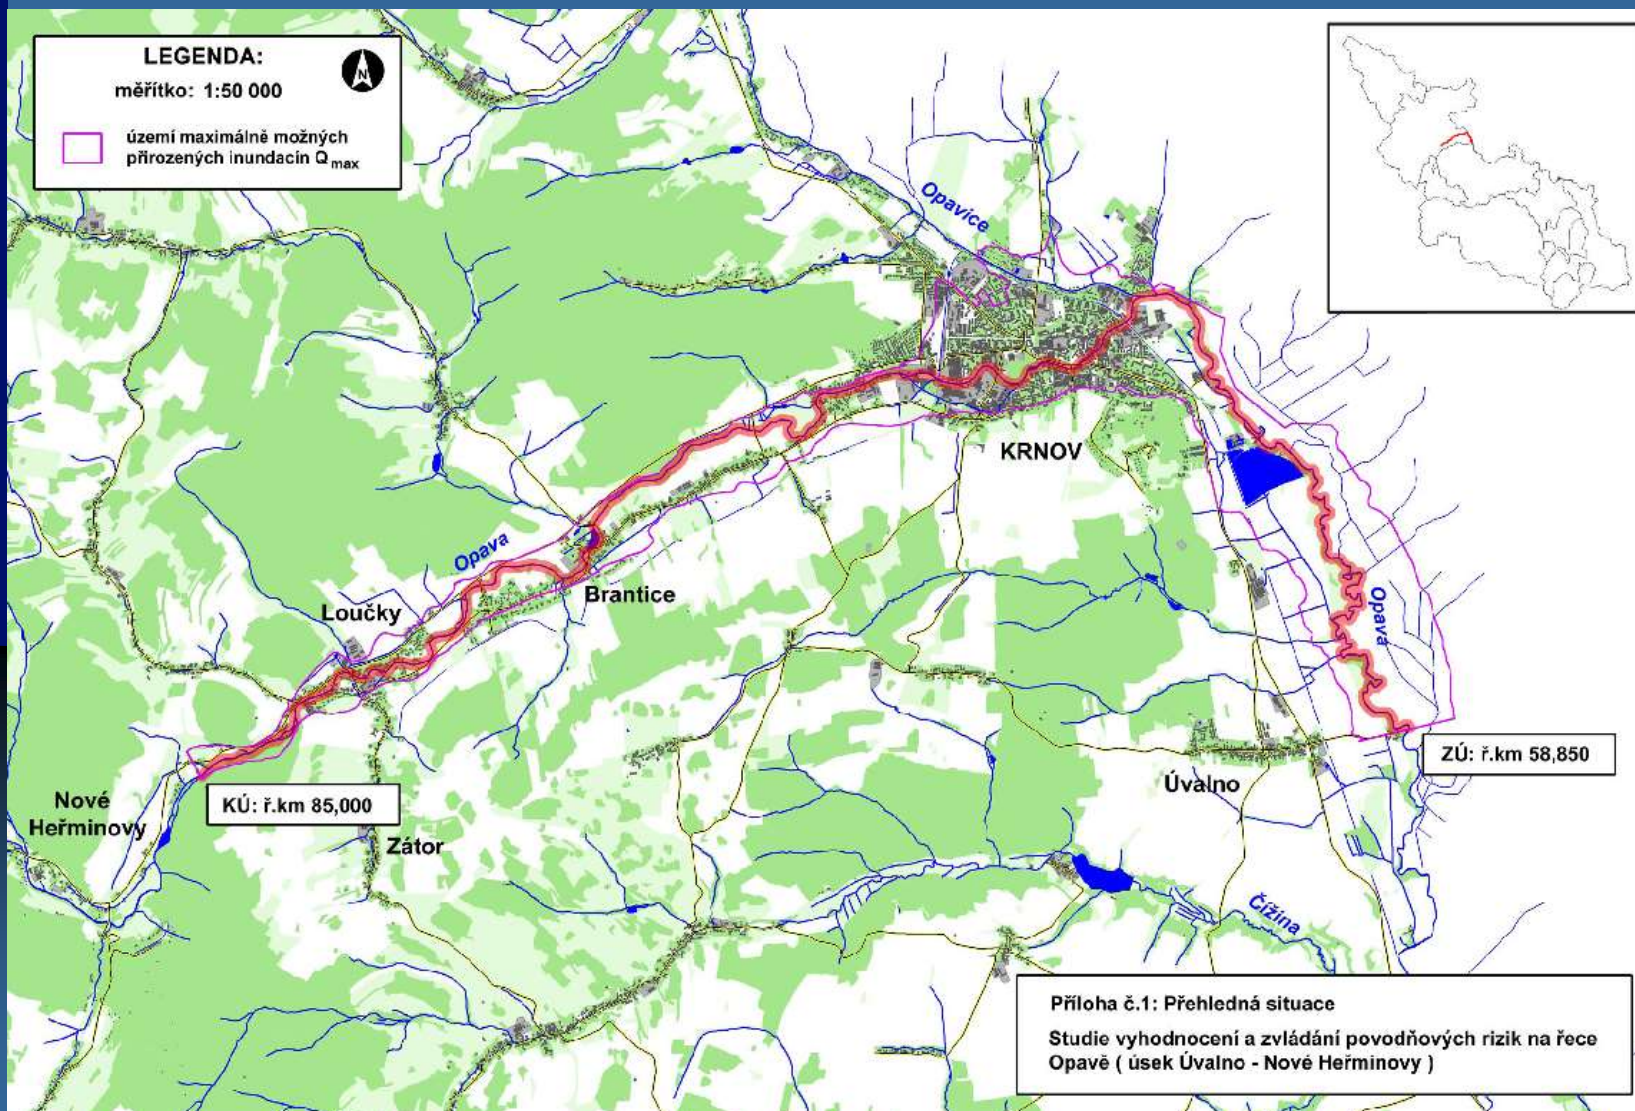 LEGENDA:
měřítko: 1:50 000
N
území maximálně možných
přirozených inundacín Qmax
Opavice
KRNOV
Opava
Brantice
Loučky
Opava
ZÚ: ř.km 58,850
Úvalno
KÚ: ř.km 85,000
Nové
Heřminovy
Zátor
Čížina
Příloha č.1: Přehledná situace
Studie vyhodnocení a zvládání povodňových rizik na řece
Opavě ( úsek Úvalno - Nové Heřminovy )